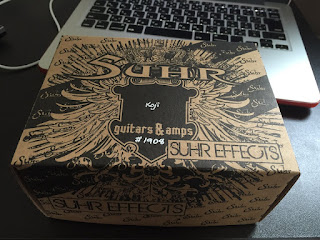 SUHR
Koji
guitars & amps
#1908
SUHR EFFECTS
SUHR EFFECTS